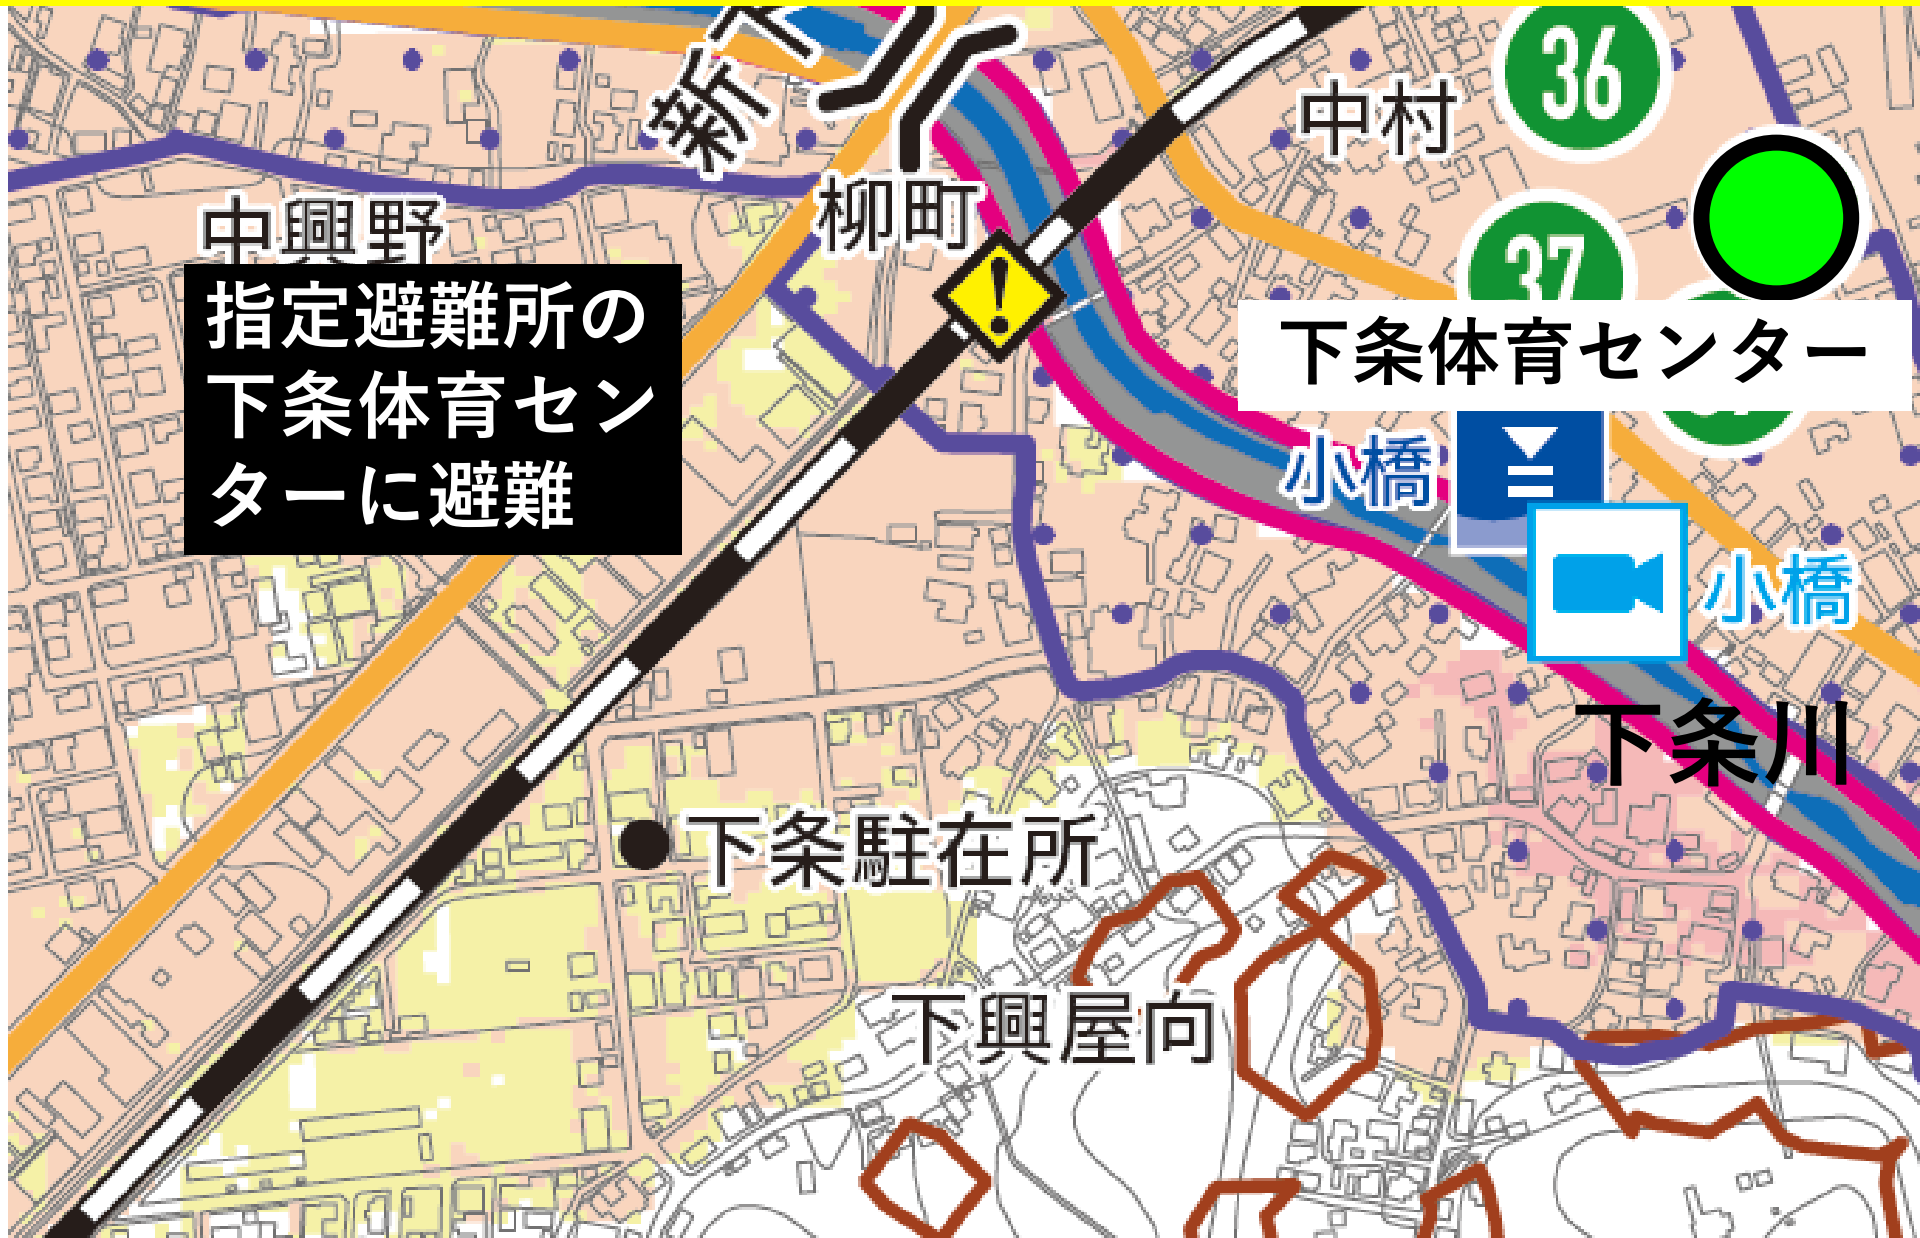 新下
36
中村
柳町
中興野
37
指定避難所の
下条体育セン
ターに避難
下条体育センター
小橋
小橋
下条川
下条駐在所
下興屋向